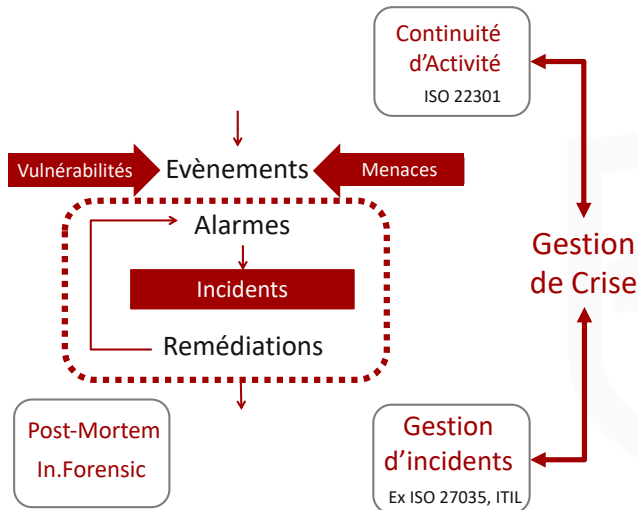 Continuité
d'Activité
ISO 22301
Vulnérabilités
Evènements
Menaces
Alarmes
Incidents
Remédiations
Gestion
de Crise
Post-Mortem
In.Forensic
Gestion
d'incidents
Ex ISO 27035, ITIL